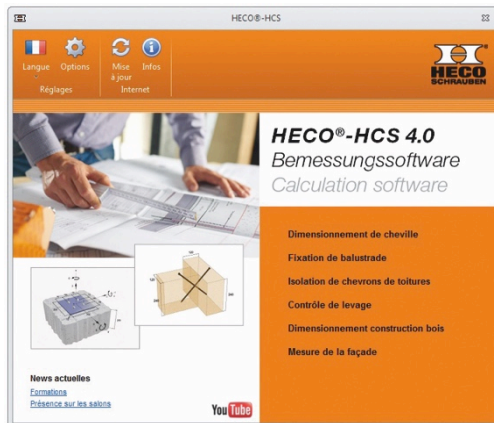 HECO®-HCS
Langue
Options
Mise
à jour
Infos
Réglages
Internet
HECO
SCHRAUBEN
HECO®-HCS 4.0
Bemessungssoftware
Calculation software
Dimensionnement de cheville
Fixation de balustrade
Isolation de chevrons de toitures
Contrôle de levage
Dimensionnement construction bois
Mesure de la façade
News actuelles
Formations
Présence sur les salons
YouTube